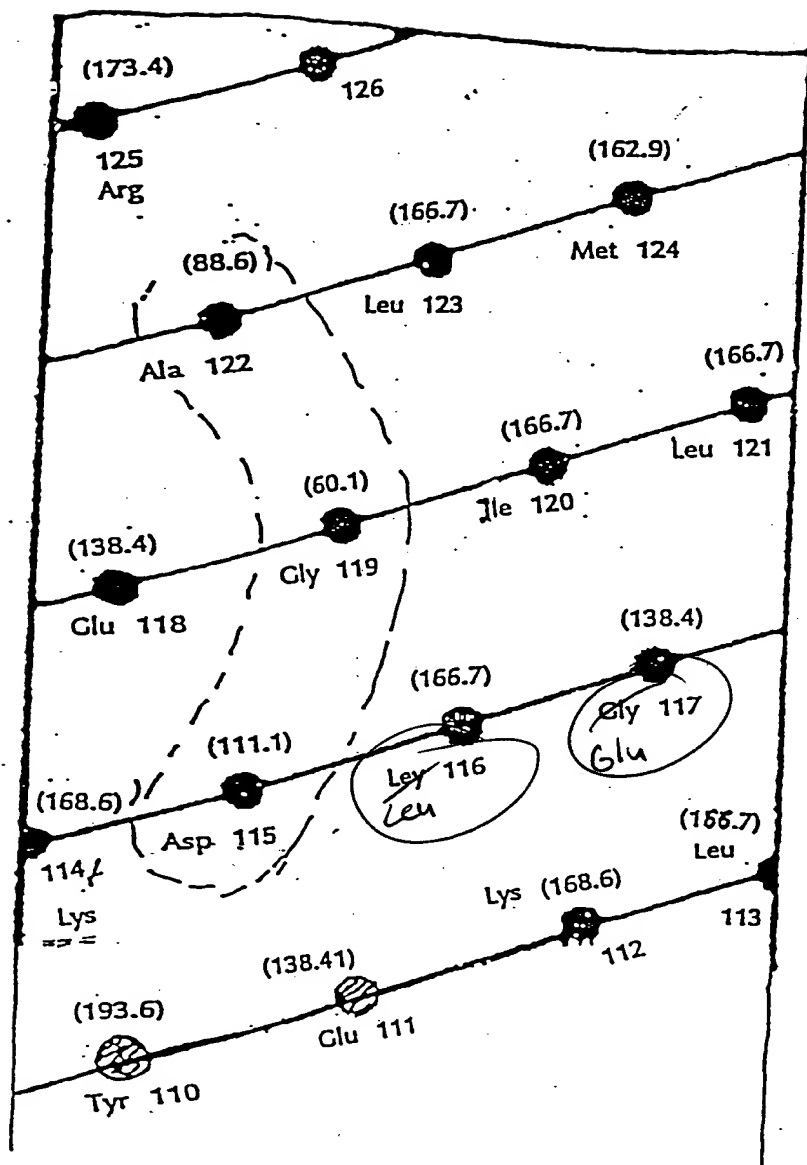 (173.4)
126
125
Arg
(162.9)
(166.7)
Met 124
(88.6)
Leu 123
Ala 122
(166.7)
(166.7)
Leu 121
(60.1)
Ile 120
(138.4)
Gly 119
Glu 118
(138.4)
(166.7)
Gly 117
Glu
(111.1)
Ley 116
Leu
(168.6)
Asp 115
114
Lys
(166.7)
Leu
Lys (168.6)
113
112
(138.41)
Glu 111
(193.6)
Tyr 110